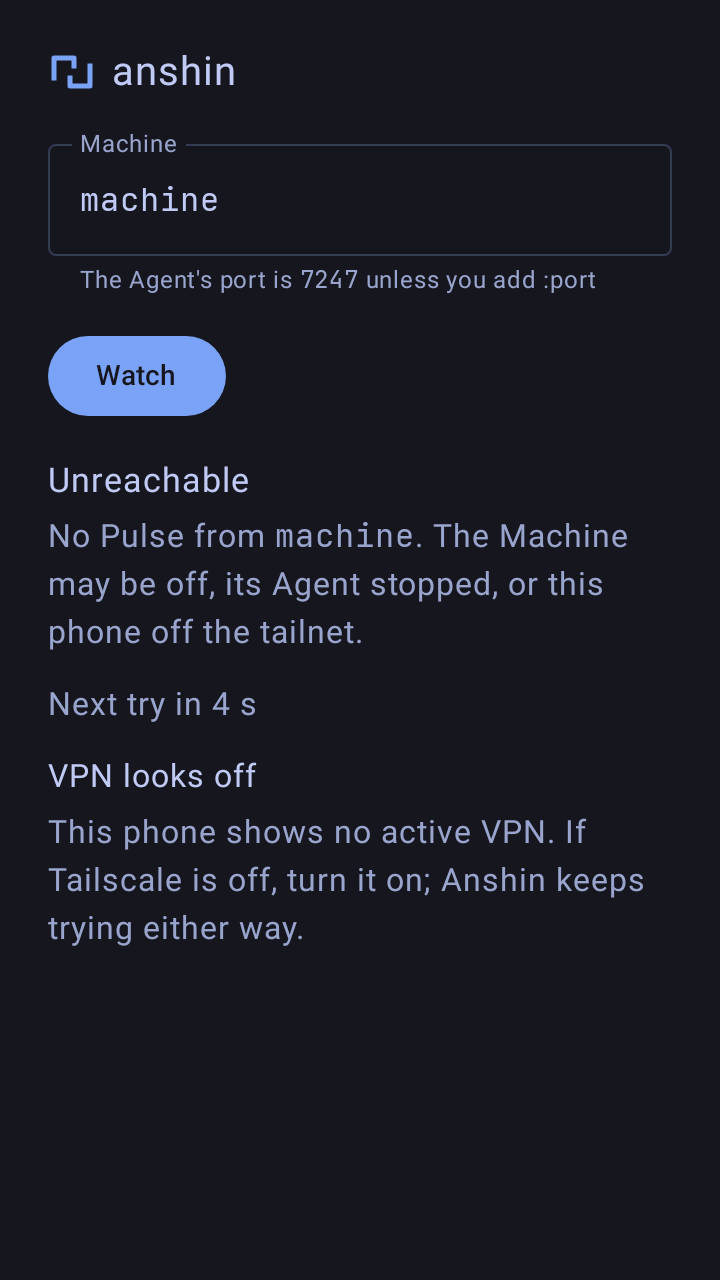 anshin
Machine
machine
The Agent's port is 7247 unless you add :port
Watch
Unreachable
No Pulse from machine. The Machine
may be off, its Agent stopped, or this
phone off the tailnet.
Next try in 4 s
VPN looks off
This phone shows no active VPN. If
Tailscale is off, turn it on; Anshin keeps
trying either way.